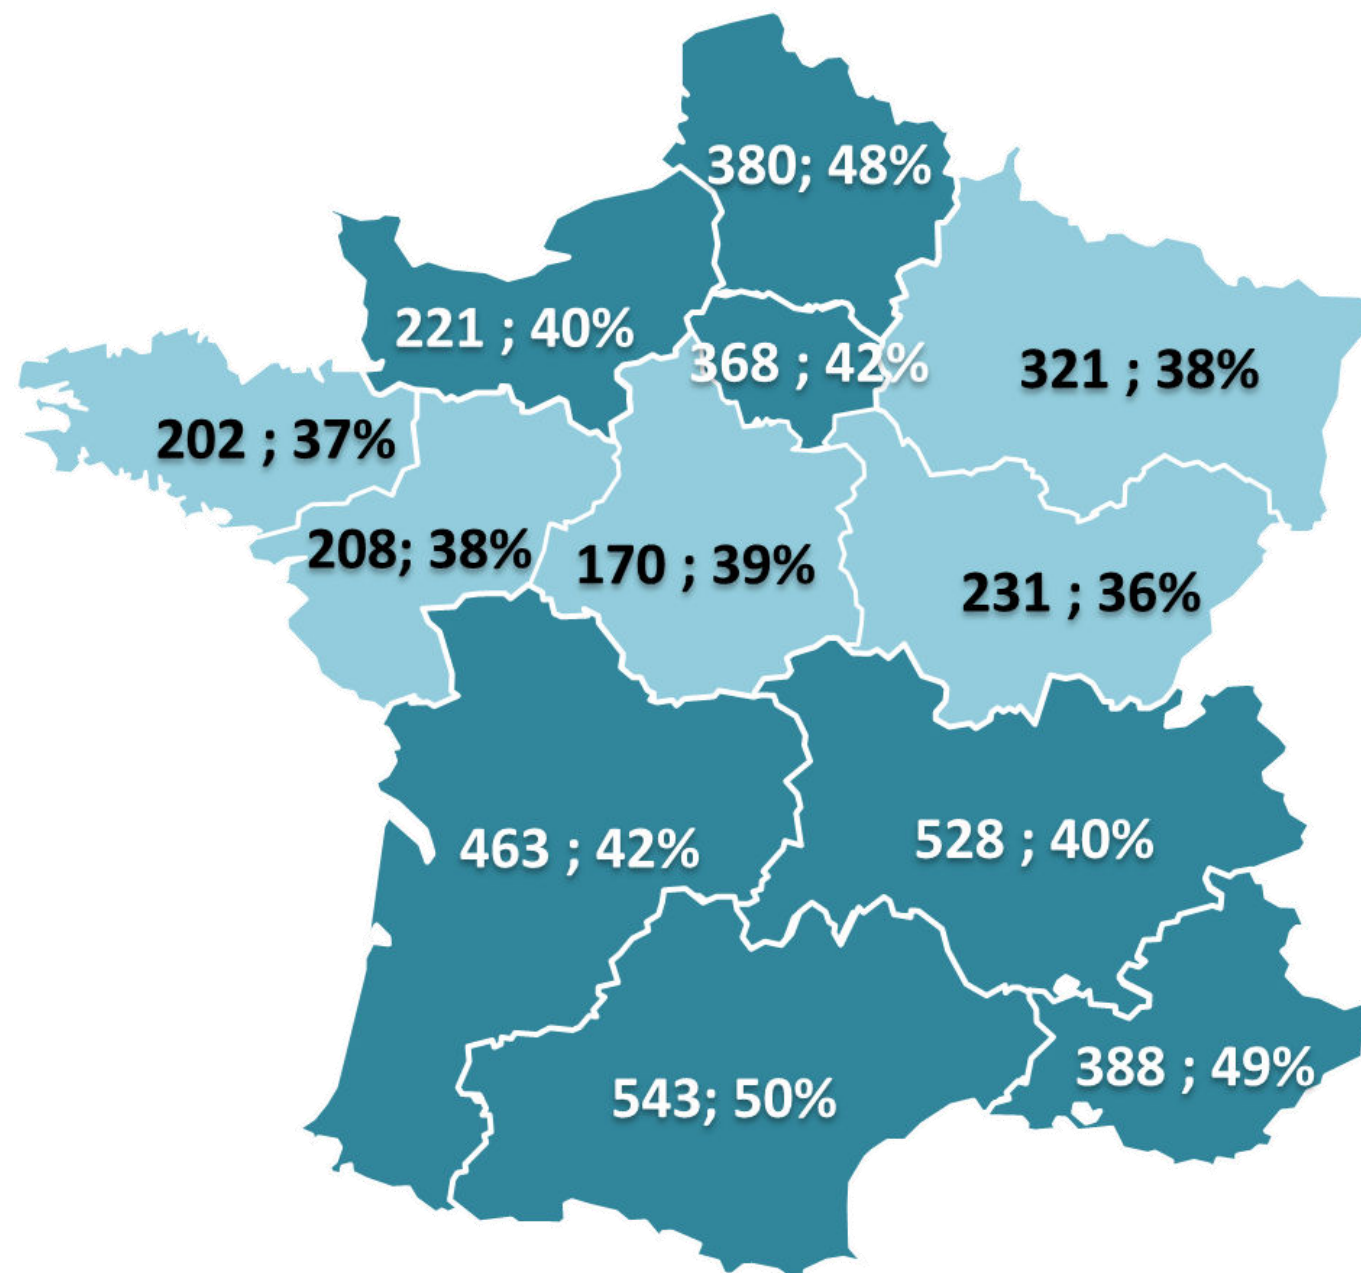 380; 48%
221 ; 40%
368 ; 42%
321 ; 38%
202 ; 37%
208; 38%
170 ; 39%
231 ; 36%
463 ; 42%
528 ; 40%
388 ; 49%
543; 50%